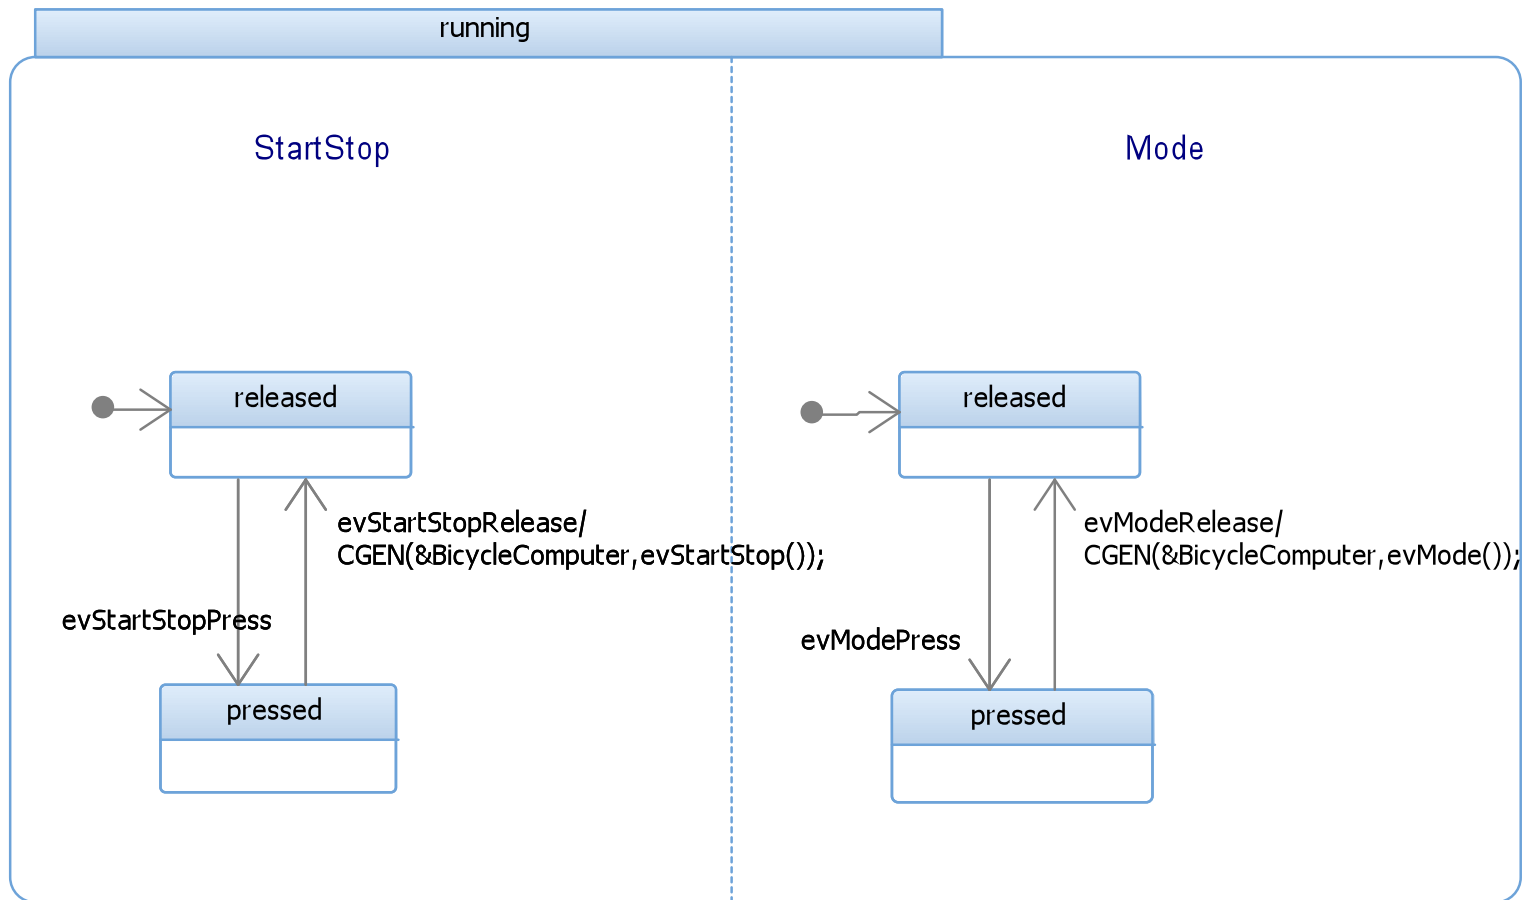 running
StartStop
released
evStartStopRelease/
CGEN(&BicycleComputer,evStartStop());
evStartStopPress
pressed
Mode
released
evModeRelease/
CGEN(&BicycleComputer,evMode());
evModePress
pressed